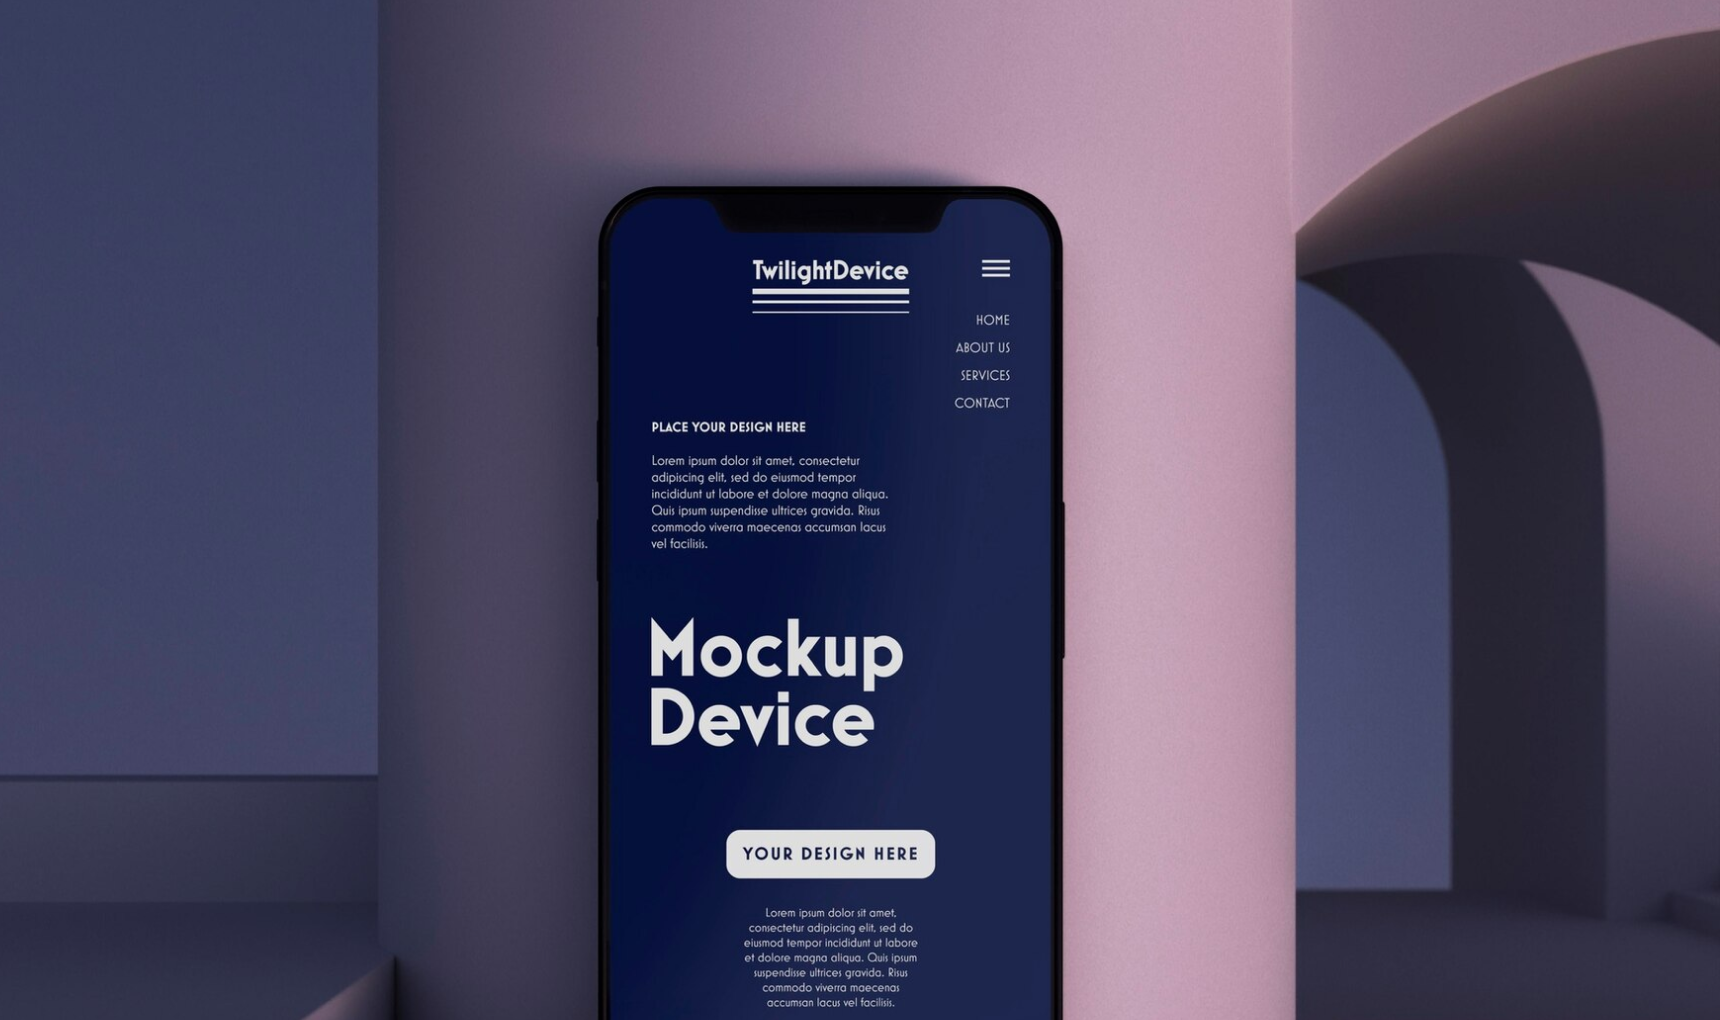 TwilightDevice
HOME
ABOUT US
SERVICES
CONTACT
PLACE YOUR DESIGN HERE
Lorem ipsum dolor sit amet, consectetur
adipiscing elit, sed do eiusmod tempor
incididunt ut labore et dolore magna aliqua.
Quis ipsum suspendisse ultrices gravida. Risus
commodo viverra maecenas accumsan lacus
vel facilisis.
Mockup
Device
YOUR DESIGN HERE
Lorem ipsum dolor sit amet,
consectetur adipiscing elit, sed do
eiusmod tempor incididunt ut labore
et dolore magna aliqua. Quis ipsum
suspendisse ultrices gravida. Risus
commodo viverra maecenas
accumsan lacus vel facilisis.